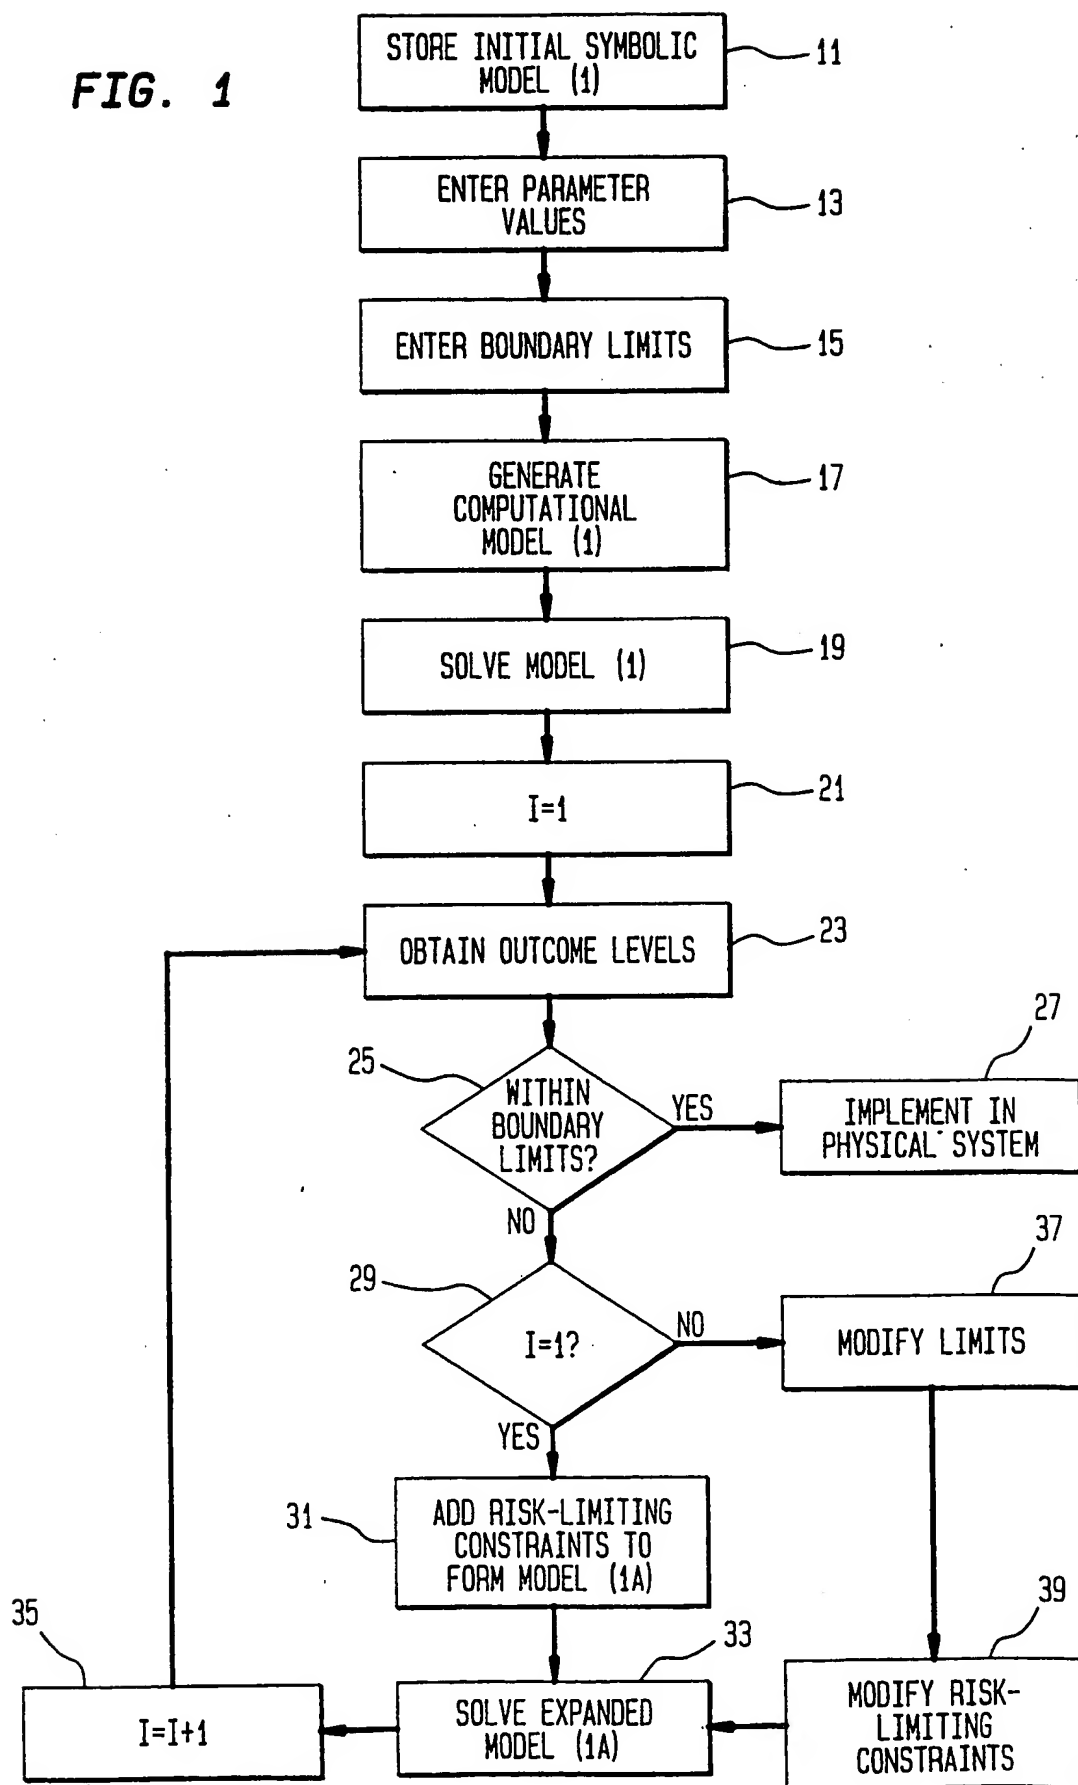 FIG. 1
STORE INITIAL SYMBOLIC
MODEL (1)
11
ENTER PARAMETER
VALUES
13
ENTER BOUNDARY LIMITS
15
GENERATE
COMPUTATIONAL
MODEL (1)
17
SOLVE MODEL (1)
19
I=1
21
OBTAIN OUTCOME LEVELS
23
25
WITHIN
BOUNDARY
LIMITS?
YES
NO
27
IMPLEMENT IN
PHYSICAL SYSTEM
29
I=1?
NO
YES
37
MODIFY LIMITS
31
ADD RISK-LIMITING
CONSTRAINTS TO
FORM MODEL (1A)
35
I=I+1
33
SOLVE EXPANDED
MODEL (1A)
39
MODIFY RISK-
LIMITING
CONSTRAINTS